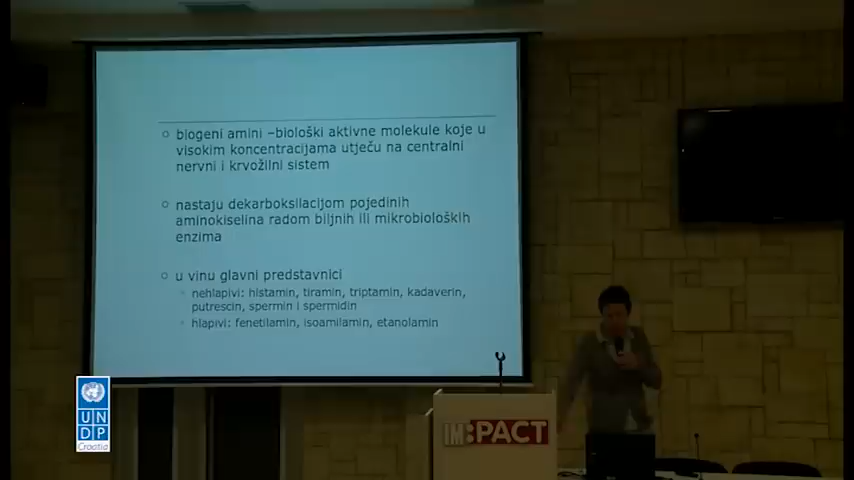 biogeni amini –biološki aktivne molekule koje u
visokim koncentracijama utječu na centralni
nervni i krvožilni sistem
nastaju dekarboksilacijom pojedinih
aminokiselina radom biljnih ili mikrobioloških
enzima
u vinu glavni predstavnici
nehlapivi: histamin, tiramin, triptamin, kadaverin,
putrescin, spermin i spermidin
hlapivi: fenetilamin, isoamilamin, etanolamin
IM:PACT
U N
D P
Croatia